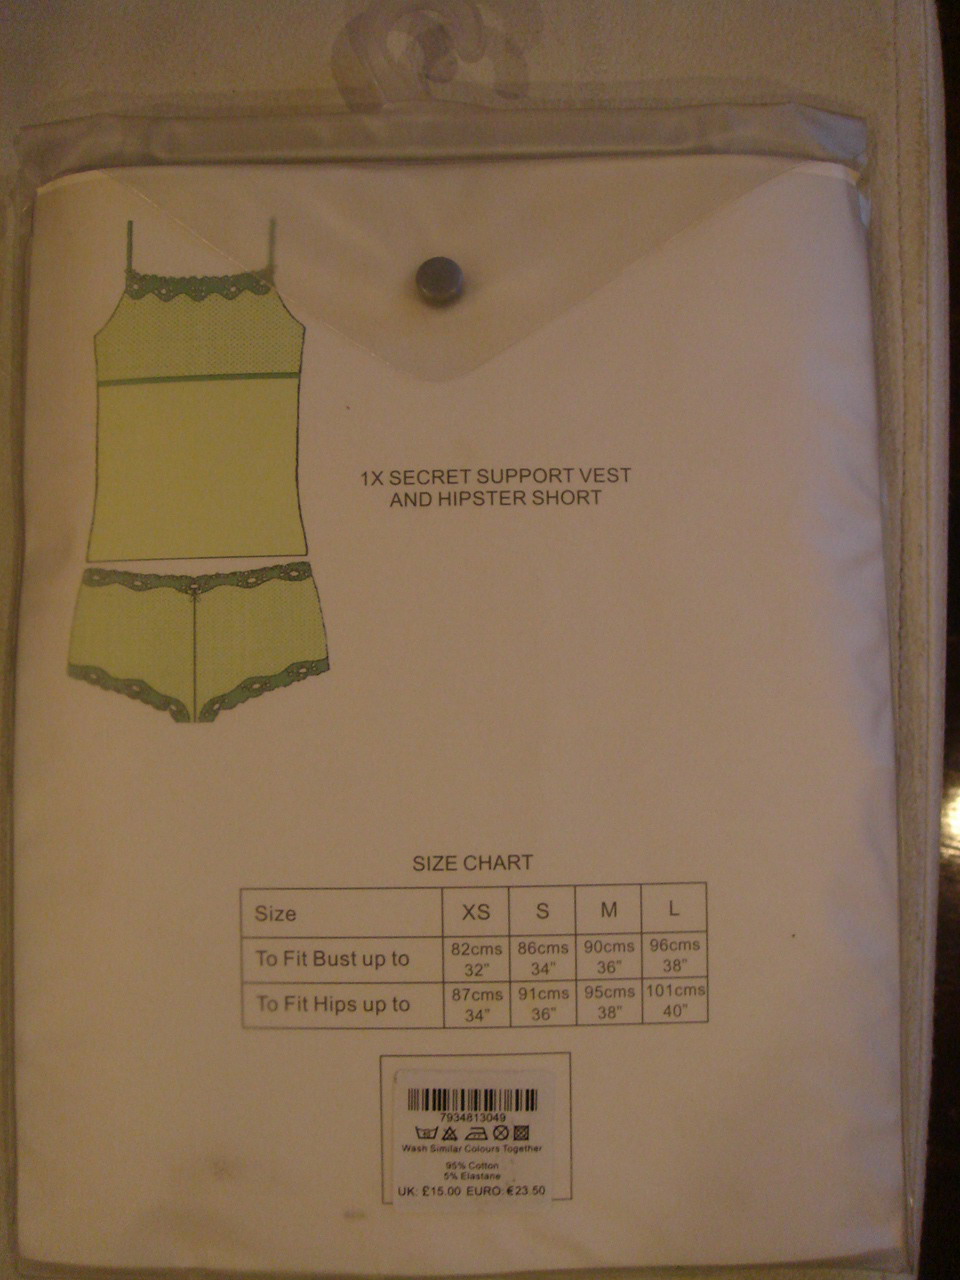 1X SECRET SUPPORT VEST
AND HIPSTER SHORT
SIZE CHART
Size XS S M L
To Fit Bust up to 82cms 32" 86cms 34" 90cms 36" 96cms 38"
To Fit Hips up to 87cms 34" 91cms 36" 95cms 38" 101cms 40"
7934813049
Wash Similar Colours Together
95% Cotton
5% Elastane
UK: £15.00 EURO: €23.50